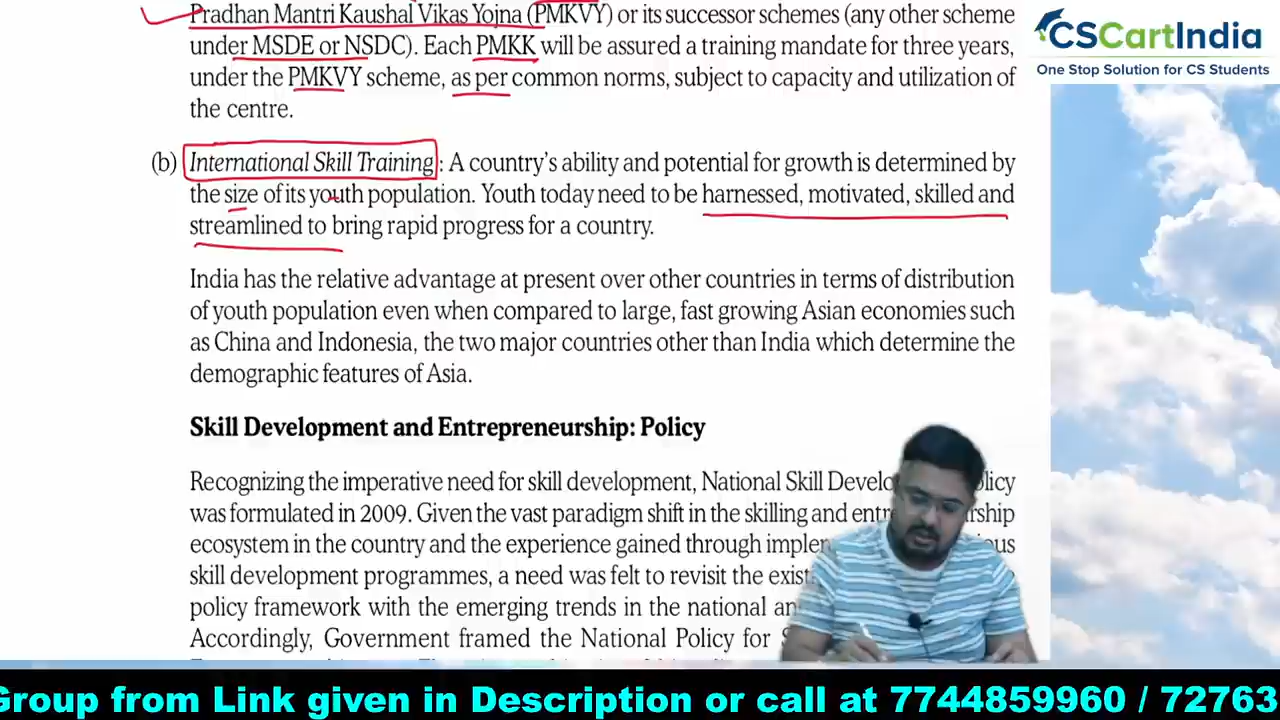 Pradhan Mantri Kaushal Vikas Yojna (PMKVY) or its successor schemes (any other scheme
under MSDE or NSDC). Each PMKK will be assured a training mandate for three years,
under the PMKVY scheme, as per common norms, subject to capacity and utilization of
the centre.
CSCartIndia
One Stop Solution for CS Students
(b) International Skill Training: A country's ability and potential for growth is determined by
the size of its youth population. Youth today need to be harnessed, motivated, skilled and
streamlined to bring rapid progress for a country.
India has the relative advantage at present over other countries in terms of distribution
of youth population even when compared to large, fast growing Asian economies such
as China and Indonesia, the two major countries other than India which determine the
demographic features of Asia.
Skill Development and Entrepreneurship: Policy
Recognizing the imperative need for skill development, National Skill
was formulated in 2009. Given the vast paradigm shift in the skilling and
ecosystem in the country and the experience gained through
skill development programmes, a need was felt to revisit the
policy framework with the emerging trends in the national
Accordingly, Government framed the National Policy for
Group from Link given in Description or call at 7744859960 / 72763